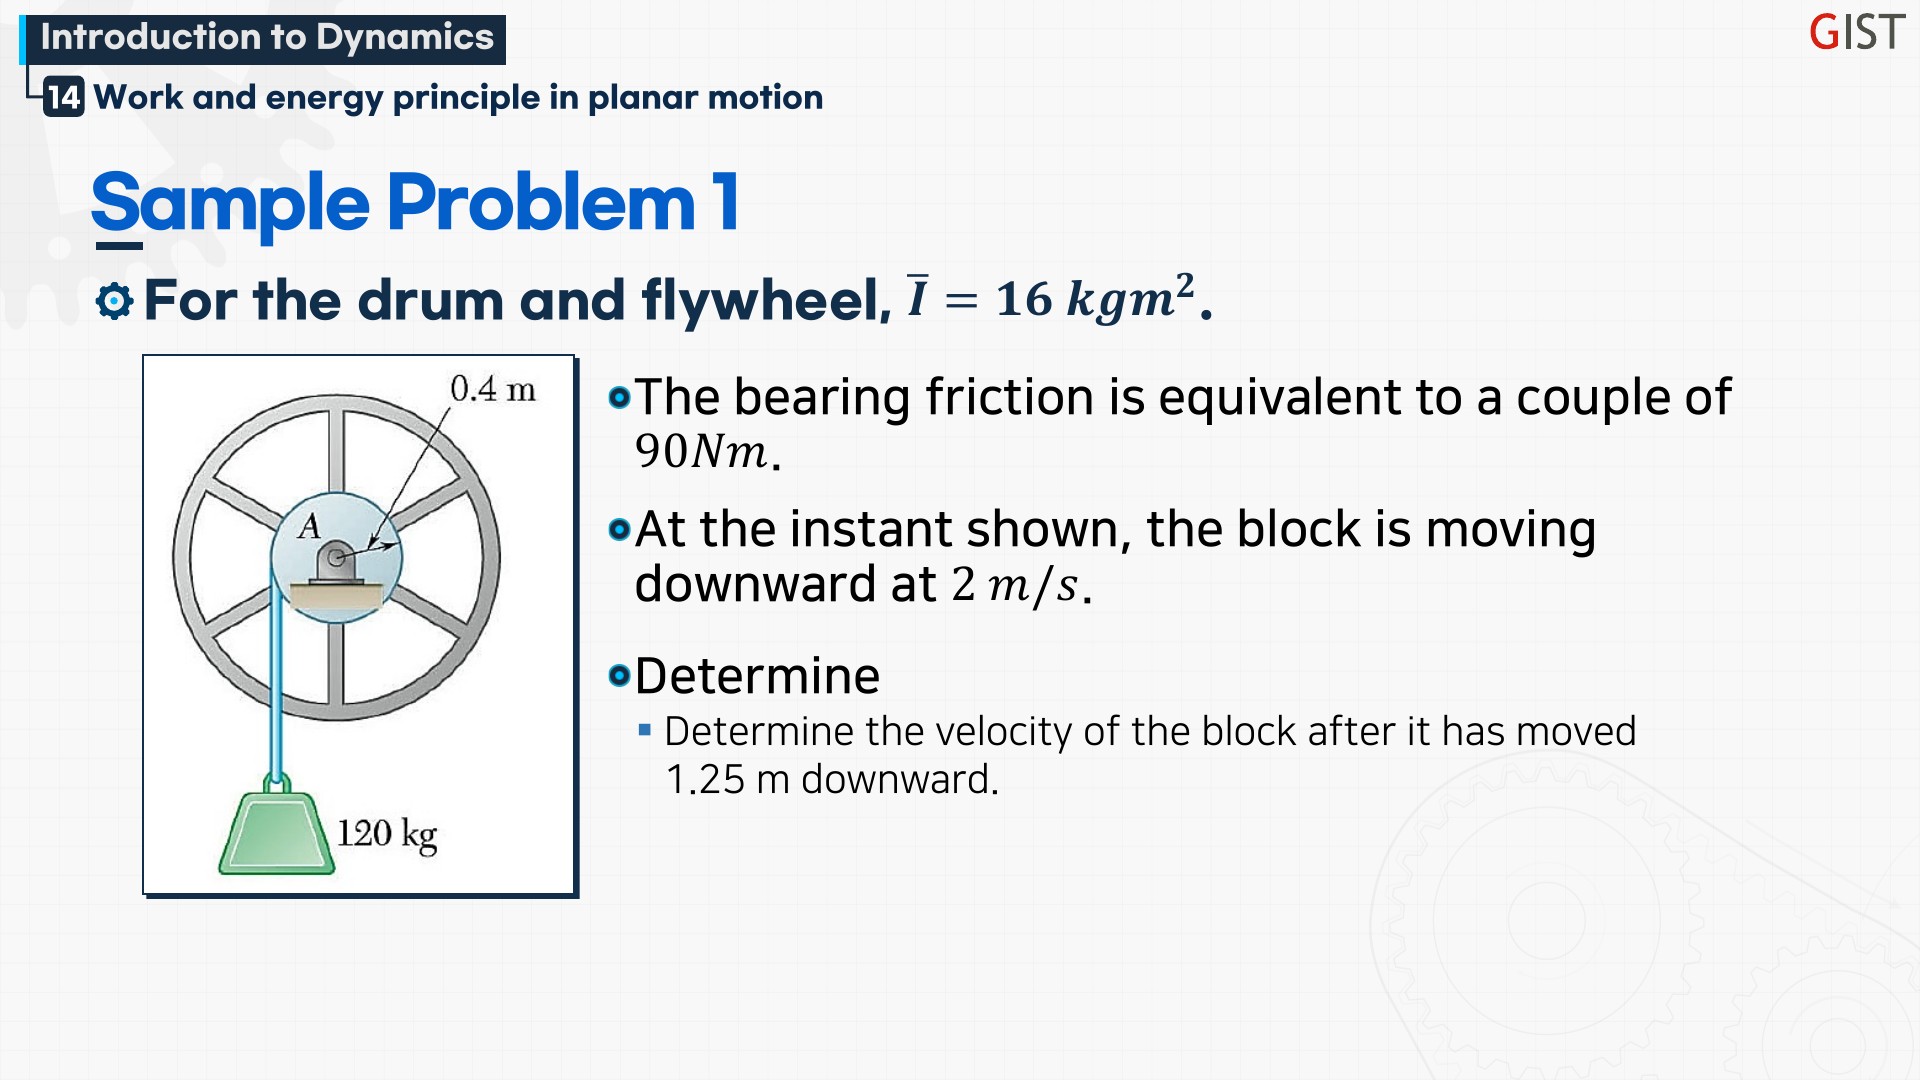 Introduction to Dynamics
GIST
14 Work and energy principle in planar motion
Sample Problem 1
For the drum and flywheel, Ī = 16 kgm².
0.4 m
A
120 kg
The bearing friction is equivalent to a couple of
90Nm.
At the instant shown, the block is moving
downward at 2 m/s.
Determine
Determine the velocity of the block after it has moved
1.25 m downward.